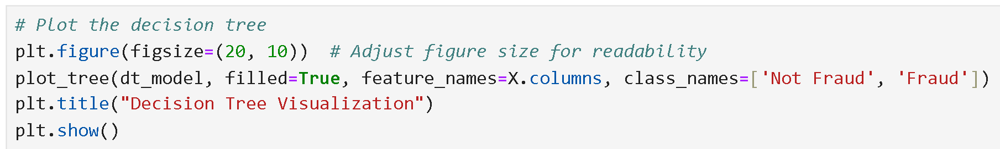 # Plot the decision tree
plt.figure(figsize=(20, 10))  # Adjust figure size for readability
plot_tree(dt_model, filled=True, feature_names=X.columns, class_names=['Not Fraud', 'Fraud'])
plt.title("Decision Tree Visualization")
plt.show()